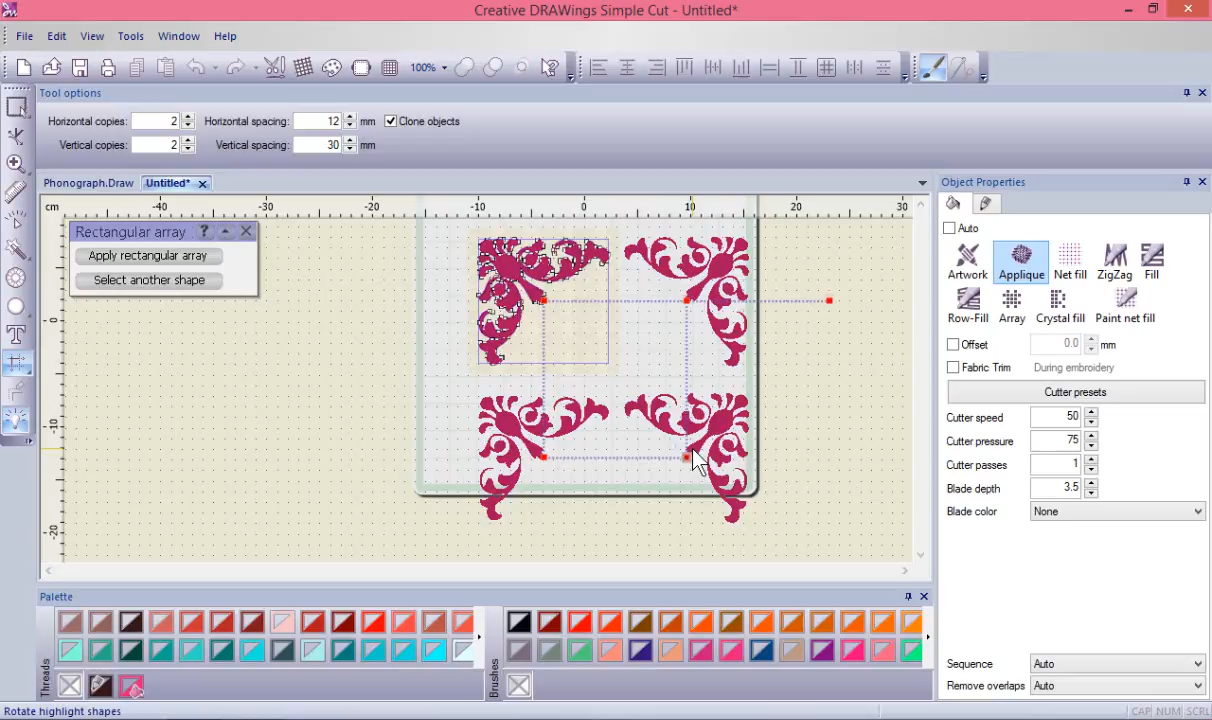 Creative DRAWings Simple Cut - Untitled*
File Edit View Tools Window Help
100%
Tool options
Horizontal copies: 2 Horizontal spacing: 12 mm Clone objects
Vertical copies: 2 Vertical spacing: 30 mm
Phonograph.Draw Untitled*
cm -40 -30 -20 -10 0 10 20 30
0
-10
-20
Rectangular array ?
Apply rectangular array
Select another shape
Object Properties
Auto
Artwork Applique Net fill ZigZag Fill
Row-Fill Array Crystal fill Paint net fill
Offset 0.0 mm
Fabric Trim During embroidery
Cutter presets
Cutter speed 50
Cutter pressure 75
Cutter passes 1
Blade depth 3.5
Blade color None
Sequence Auto
Remove overlaps Auto
Palette
Threads
Brushes
Rotate highlight shapes
CAP NUM SCRL